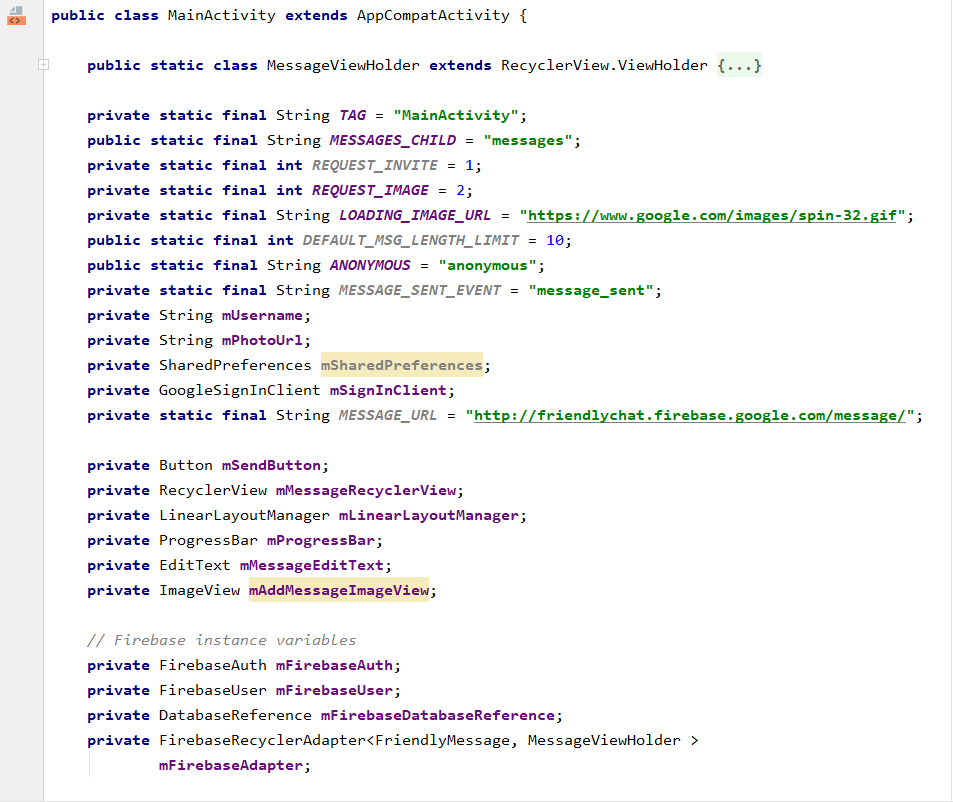 public class MainActivity extends AppCompatActivity {
public static class MessageViewHolder extends RecyclerView.ViewHolder {...}
private static final String TAG = "MainActivity";
public static final String MESSAGES_CHILD = "messages";
private static final int REQUEST_INVITE = 1;
private static final int REQUEST_IMAGE = 2;
private static final String LOADING_IMAGE_URL = "https://www.google.com/images/spin-32.gif";
public static final int DEFAULT_MSG_LENGTH_LIMIT = 10;
public static final String ANONYMOUS = "anonymous";
private static final String MESSAGE_SENT_EVENT = "message_sent";
private String mUsername;
private String mPhotoUrl;
private SharedPreferences mSharedPreferences;
private GoogleSignInClient mSignInClient;
private static final String MESSAGE_URL = "http://friendlychat.firebase.google.com/message/";
private Button mSendButton;
private RecyclerView mMessageRecyclerView;
private LinearLayoutManager mLinearLayoutManager;
private ProgressBar mProgressBar;
private EditText mMessageEditText;
private ImageView mAddMessageImageView;
// Firebase instance variables
private FirebaseAuth mFirebaseAuth;
private FirebaseUser mFirebaseUser;
private DatabaseReference mFirebaseDatabaseReference;
private FirebaseRecyclerAdapter<FriendlyMessage, MessageViewHolder >
mFirebaseAdapter;